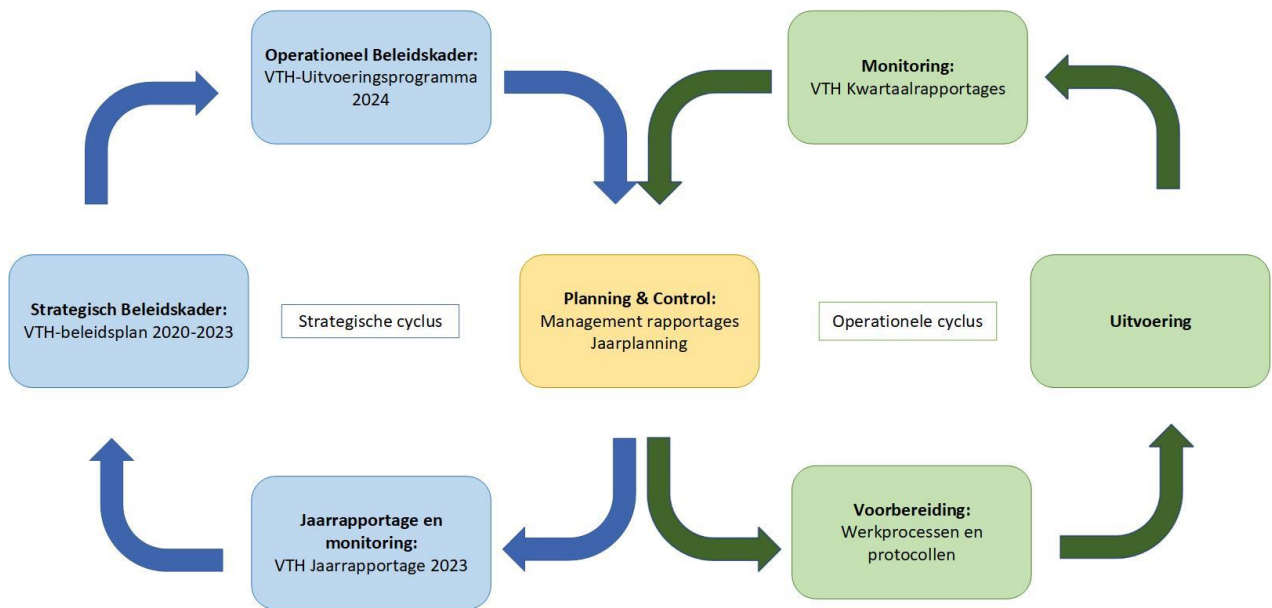 Operationeel Beleidskader:
VTH-Uitvoeringsprogramma
2024
Monitoring:
VTH Kwartaalrapportages
Strategisch Beleidskader:
VTH-beleidsplan 2020-2023
Strategische cyclus
Planning & Control:
Management rapportages
Jaarplanning
Operationele cyclus
Uitvoering
Jaarrapportage en
monitoring:
VTH Jaarrapportage 2023
Voorbereiding:
Werkprocessen en
protocollen